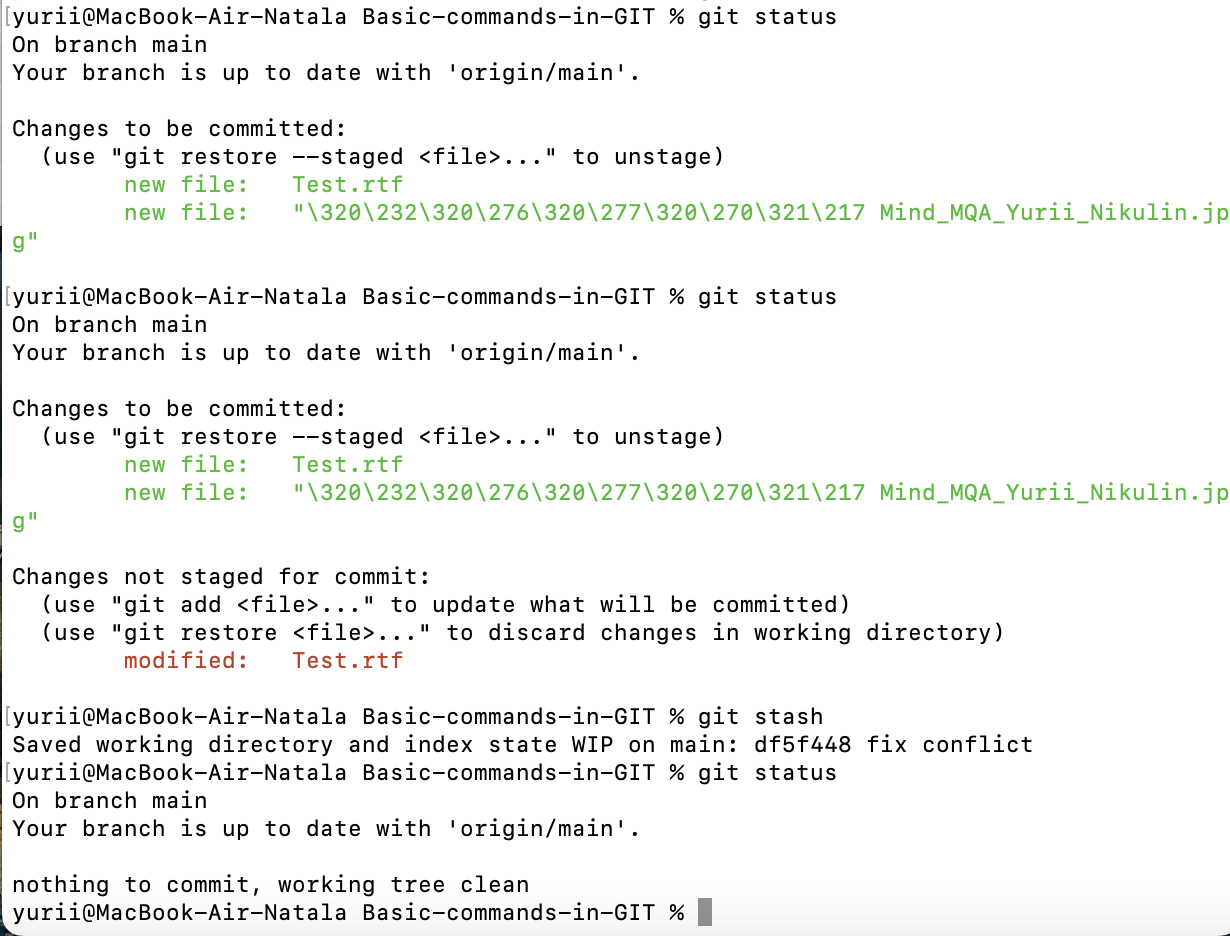 [yurii@MacBook-Air-Natala Basic-commands-in-GIT % git status
On branch main
Your branch is up to date with 'origin/main'.
Changes to be committed:
(use "git restore --staged <file>..." to unstage)
new file: Test.rtf
new file: "\320\232\320\276\320\277\320\270\321\217 Mind_MQA_Yurii_Nikulin.jp
g"
[yurii@MacBook-Air-Natala Basic-commands-in-GIT % git status
On branch main
Your branch is up to date with 'origin/main'.
Changes to be committed:
(use "git restore --staged <file>..." to unstage)
new file: Test.rtf
new file: "\320\232\320\276\320\277\320\270\321\217 Mind_MQA_Yurii_Nikulin.jp
g"
Changes not staged for commit:
(use "git add <file>..." to update what will be committed)
(use "git restore <file>..." to discard changes in working directory)
modified: Test.rtf
[yurii@MacBook-Air-Natala Basic-commands-in-GIT % git stash
Saved working directory and index state WIP on main: df5f448 fix conflict
[yurii@MacBook-Air-Natala Basic-commands-in-GIT % git status
On branch main
Your branch is up to date with 'origin/main'.
nothing to commit, working tree clean
yurii@MacBook-Air-Natala Basic-commands-in-GIT %